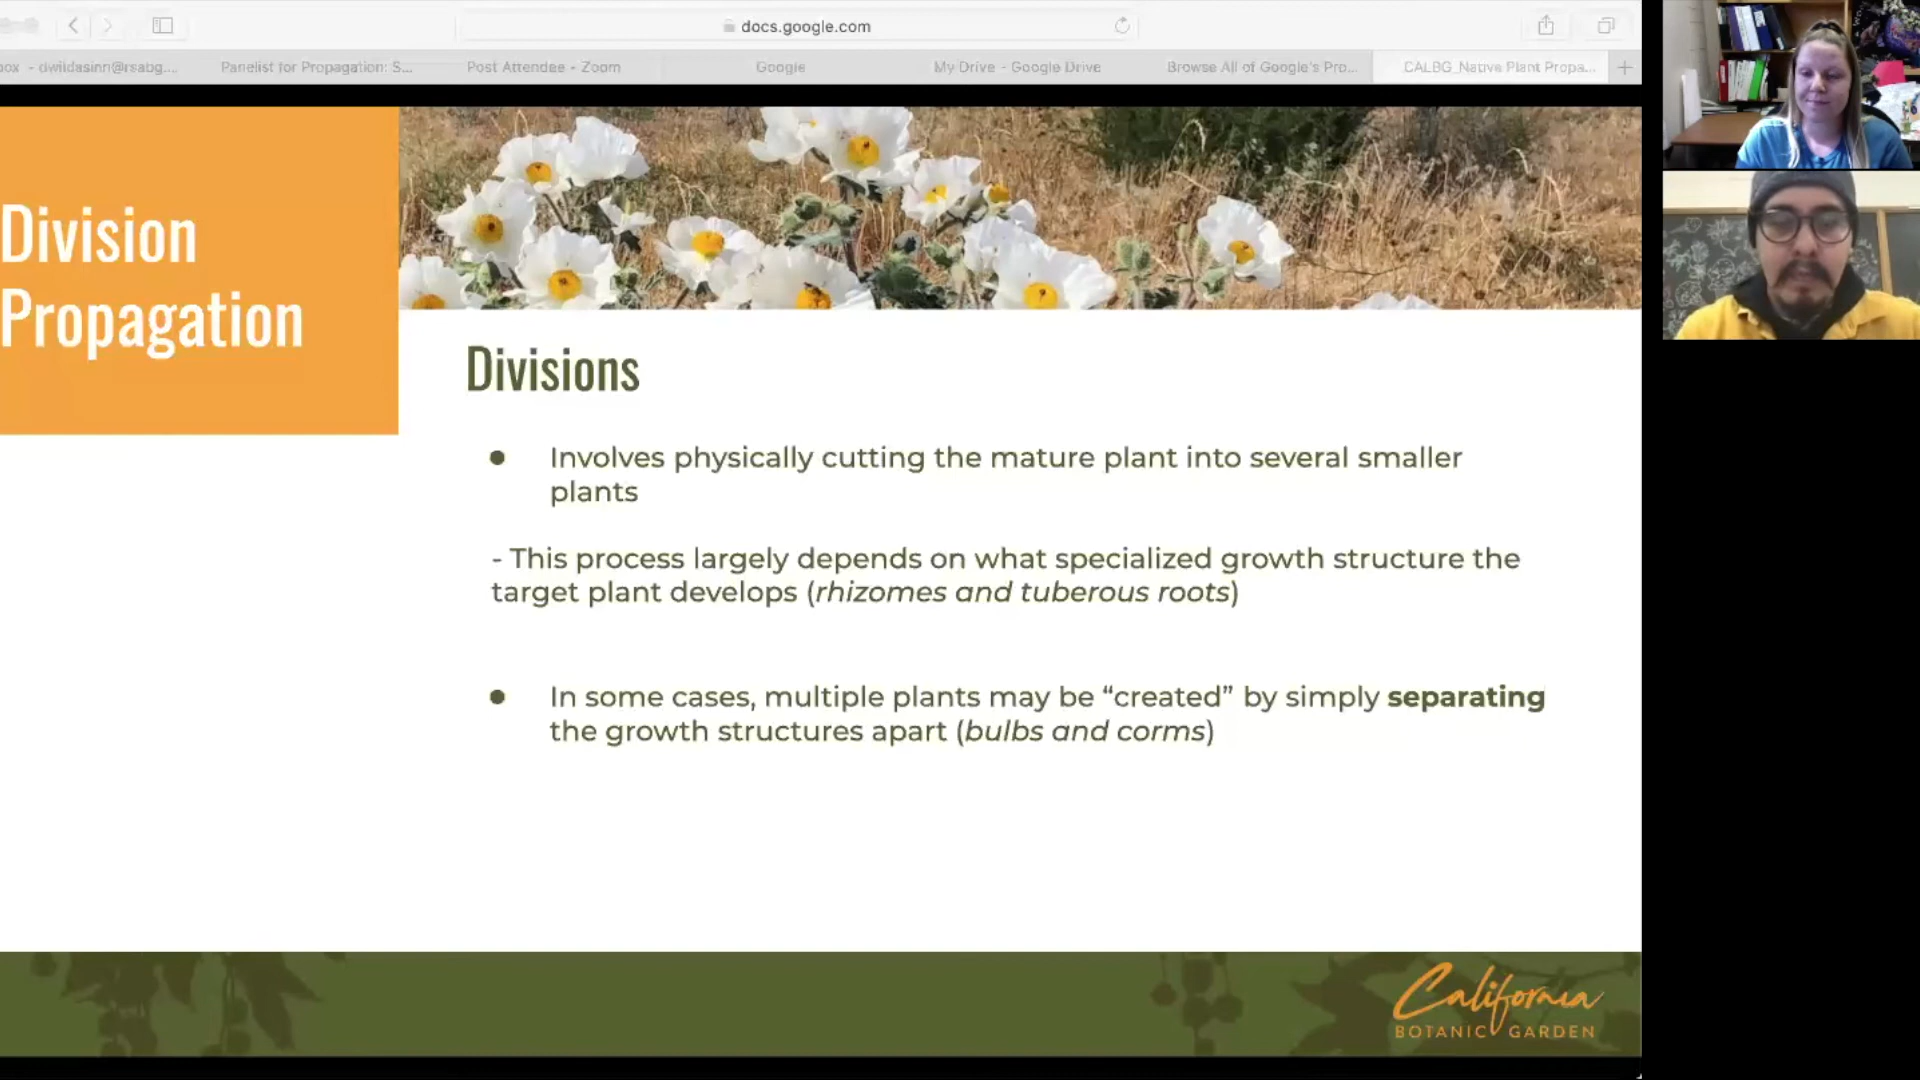 docs.google.com
ox - dwildasinn@rsabg....
Panelist for Propagation: S...
Post Attendee - Zoom
Google
My Drive - Google Drive
Browse All of Google's Pro...
CALBG_Native Plant Propa...
Division
Propagation
Divisions
● Involves physically cutting the mature plant into several smaller
plants
- This process largely depends on what specialized growth structure the
target plant develops (rhizomes and tuberous roots)
● In some cases, multiple plants may be “created” by simply separating
the growth structures apart (bulbs and corms)
California
BOTANIC GARDEN